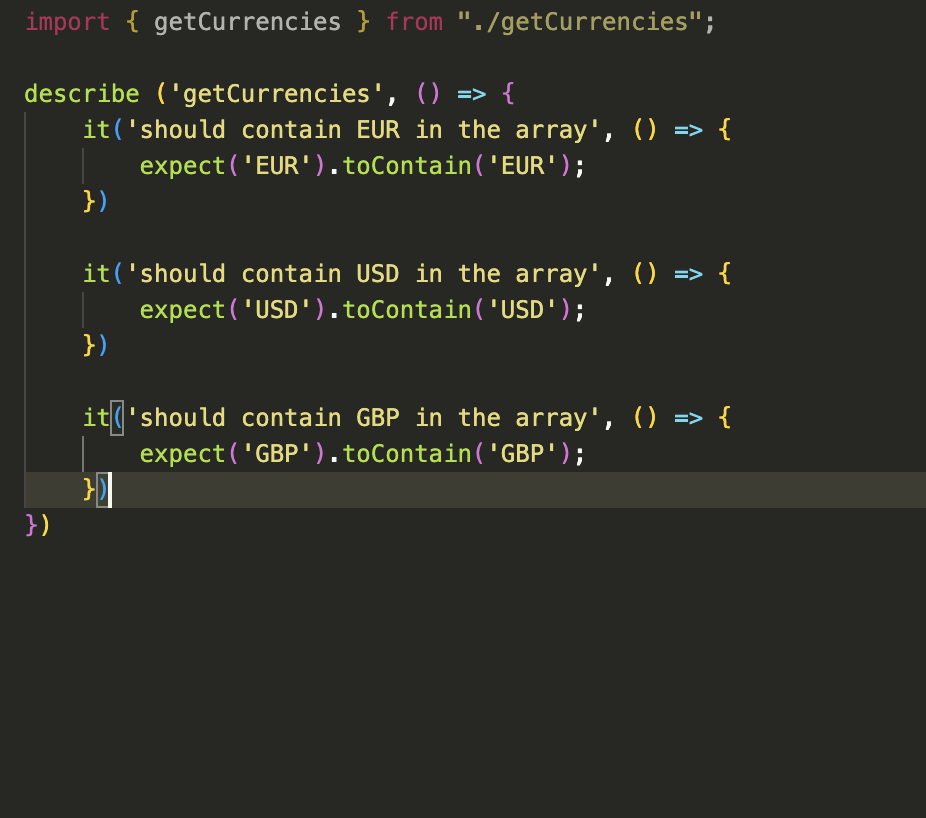 import { getCurrencies } from "./getCurrencies";
describe ('getCurrencies', () => {
it('should contain EUR in the array', () => {
expect('EUR').toContain('EUR');
})
it('should contain USD in the array', () => {
expect('USD').toContain('USD');
})
it('should contain GBP in the array', () => {
expect('GBP').toContain('GBP');
})
})